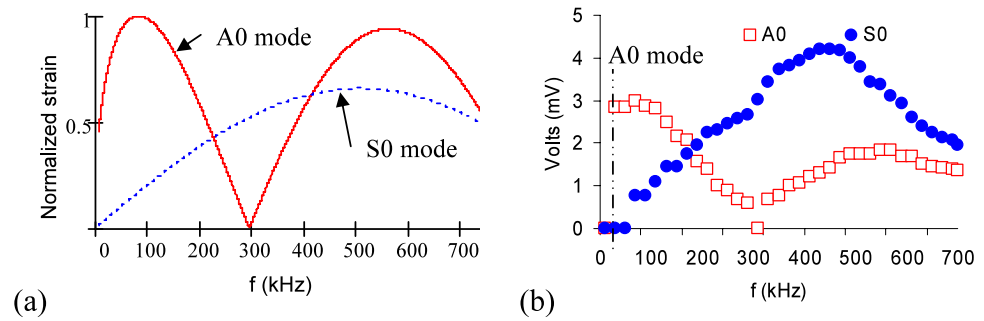 Normalized strain
1
0.5
A0 mode
S0 mode
0 100 200 300 400 500 600 700
f (kHz)
(a)
Volts (mV)
5
4
3
2
1
0
A0 mode
A0 S0
0 100 200 300 400 500 600 700
f (kHz)
(b)